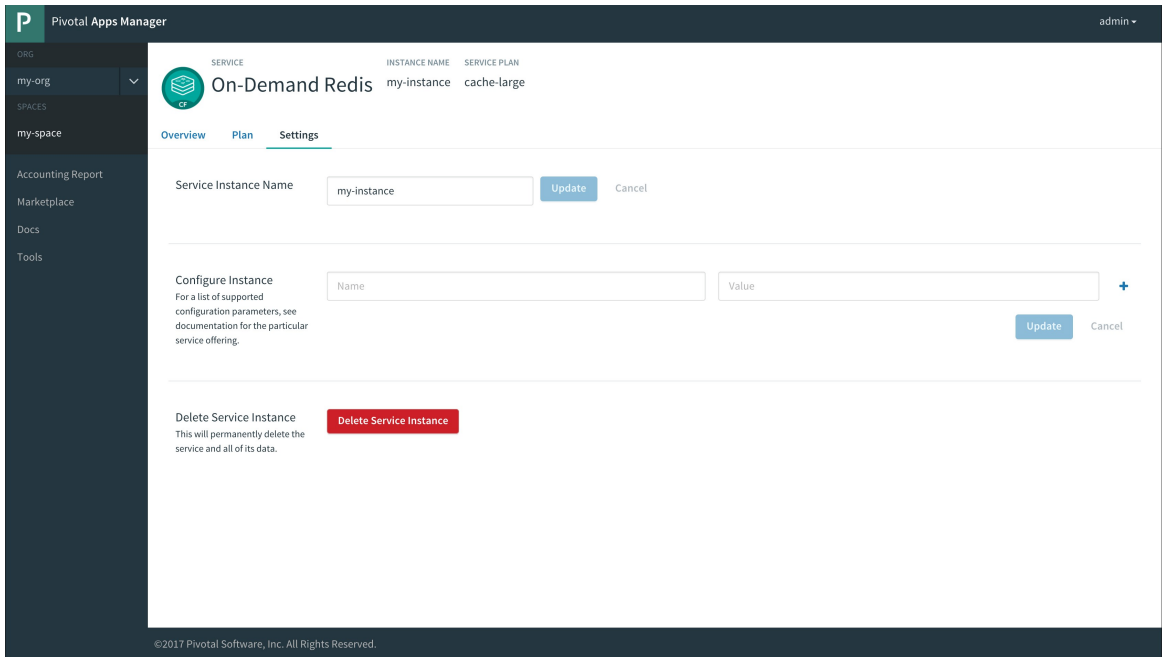 P Pivotal Apps Manager
admin
ORG
my-org
SPACES
my-space
Accounting Report
Marketplace
Docs
Tools
CF
SERVICE
On-Demand Redis
INSTANCE NAME
my-instance
SERVICE PLAN
cache-large
Overview Plan Settings
Service Instance Name
my-instance
Update Cancel
Configure Instance
For a list of supported
configuration parameters, see
documentation for the particular
service offering.
Name
Value
+
Update Cancel
Delete Service Instance
This will permanently delete the
service and all of its data.
Delete Service Instance
©2017 Pivotal Software, Inc. All Rights Reserved.